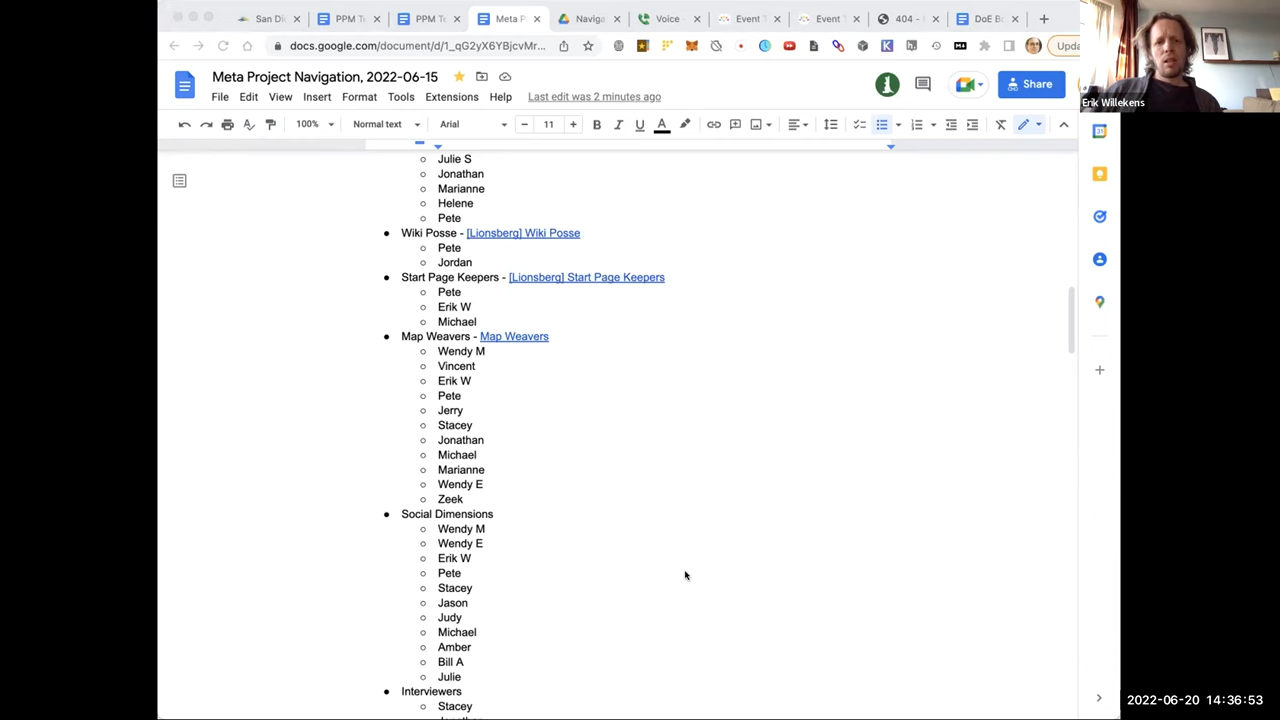 San Di
PPM T
PPM Te
Meta P
Naviga
Voice
Event
Event
404 -
DoE Bo
docs.google.com/document/d/1_qG2yX6YBjcvMr...
Upda
Meta Project Navigation, 2022-06-15
File Edit View Insert Format Tools Extensions Help Last edit was 2 minutes ago
Share
100% Normal text Arial 11
Erik Willekens
Julie S
Jonathan
Marianne
Helene
Pete
Wiki Posse - [Lionsberg] Wiki Posse
Pete
Jordan
Start Page Keepers - [Lionsberg] Start Page Keepers
Pete
Erik W
Michael
Map Weavers - Map Weavers
Wendy M
Vincent
Erik W
Pete
Jerry
Stacey
Jonathan
Michael
Marianne
Wendy E
Zeek
Social Dimensions
Wendy M
Wendy E
Erik W
Pete
Stacey
Jason
Judy
Michael
Amber
Bill A
Julie
Interviewers
Stacey
2022-06-20 14:36:53